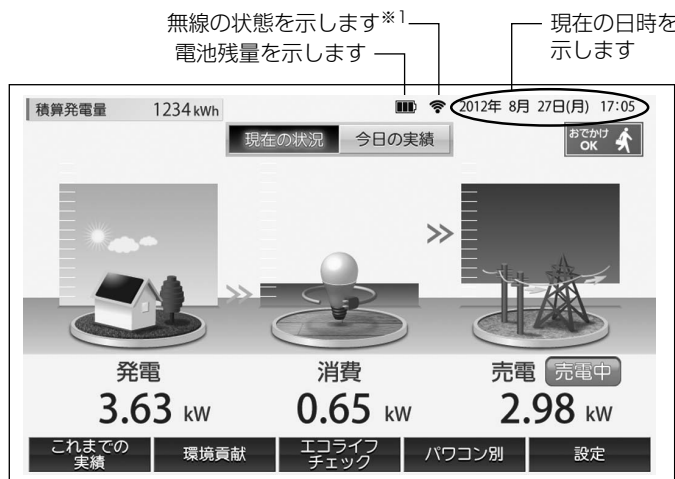 無線の状態を示します※1
現在の日時を
電池残量を示します
示します
積算発電量 1234 kWh
2012年 8月 27日(月) 17:05
現在の状況 今日の実績
おでかけ
OK
発電
消費
売電 売電中
3.63 kW
0.65 kW
2.98 kW
これまでの
実績
環境貢献
エコライフ
チェック
パワコン別
設定